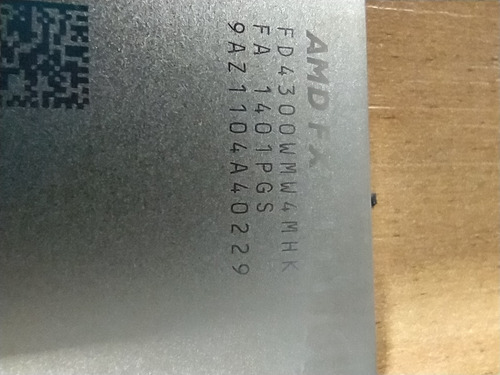 AMD FX
FD4300WMW4MHK
FA 1401PGS
9AZ1104A40229